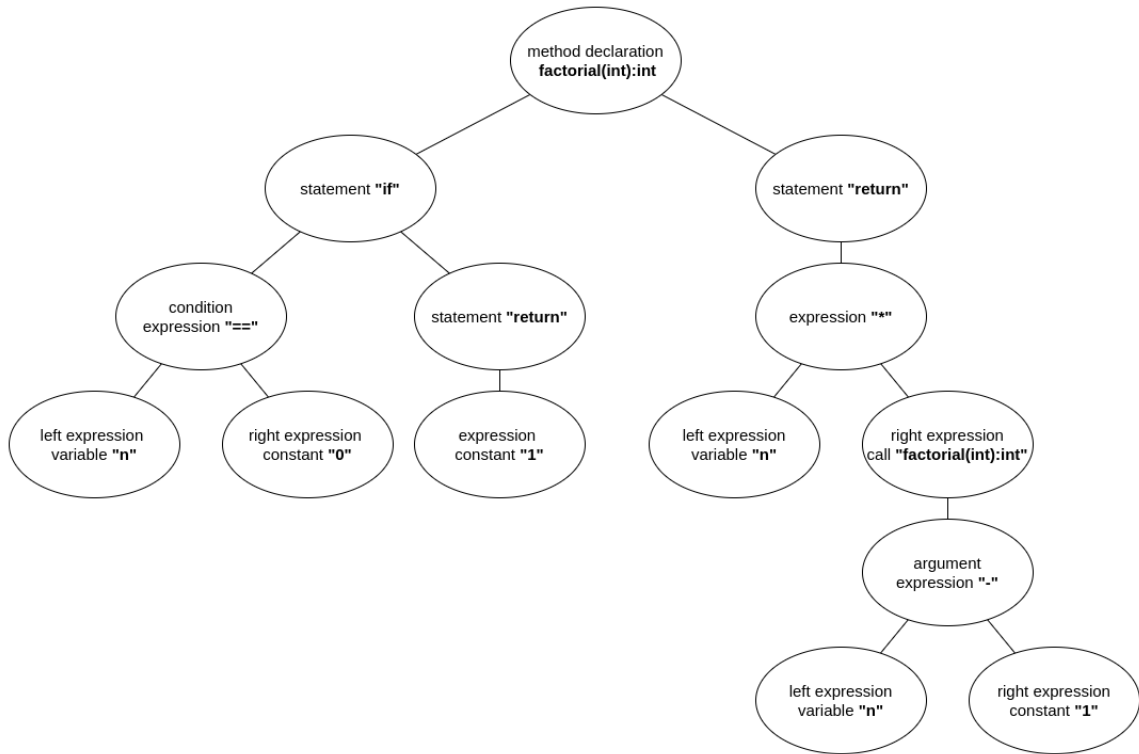 method declaration
factorial(int):int
statement "if"
statement "return"
condition
expression "=="
statement "return"
expression "*"
left expression
variable "n"
right expression
constant "0"
expression
constant "1"
left expression
variable "n"
right expression
call "factorial(int):int"
argument
expression "-"
left expression
variable "n"
right expression
constant "1"